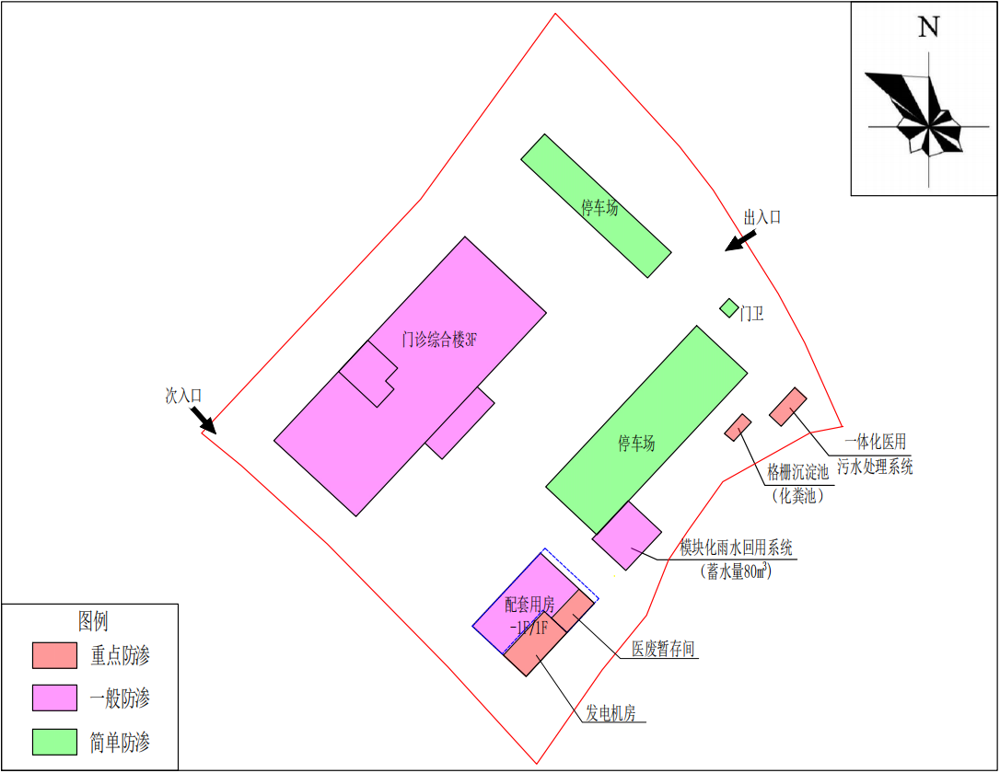 N
停车场
出入口
门卫
门诊综合楼3F
次入口
停车场
一体化医用
污水处理系统
格栅沉淀池
（化粪池）
模块化雨水回用系统
（蓄水量80㎥）
配套用房
-1F/1F
医废暂存间
发电机房
图例
重点防渗
一般防渗
简单防渗